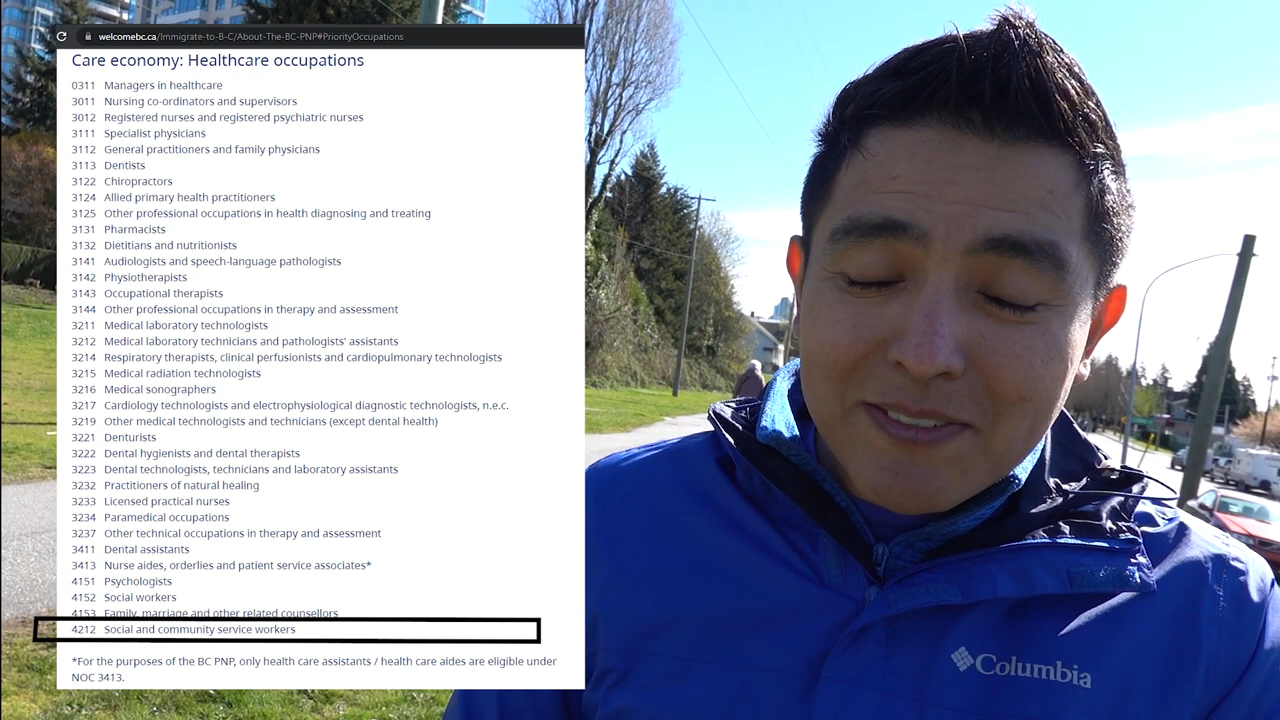 welcomebc.ca/Immigrate-to-B-C/About-The-BC-PNP#PriorityOccupations
Care economy: Healthcare occupations
0311 Managers in healthcare
3011 Nursing co-ordinators and supervisors
3012 Registered nurses and registered psychiatric nurses
3111 Specialist physicians
3112 General practitioners and family physicians
3113 Dentists
3122 Chiropractors
3124 Allied primary health practitioners
3125 Other professional occupations in health diagnosing and treating
3131 Pharmacists
3132 Dietitians and nutritionists
3141 Audiologists and speech-language pathologists
3142 Physiotherapists
3143 Occupational therapists
3144 Other professional occupations in therapy and assessment
3211 Medical laboratory technologists
3212 Medical laboratory technicians and pathologists' assistants
3214 Respiratory therapists, clinical perfusionists and cardiopulmonary technologists
3215 Medical radiation technologists
3216 Medical sonographers
3217 Cardiology technologists and electrophysiological diagnostic technologists, n.e.c.
3219 Other medical technologists and technicians (except dental health)
3221 Denturists
3222 Dental hygienists and dental therapists
3223 Dental technologists, technicians and laboratory assistants
3232 Practitioners of natural healing
3233 Licensed practical nurses
3234 Paramedical occupations
3237 Other technical occupations in therapy and assessment
3411 Dental assistants
3413 Nurse aides, orderlies and patient service associates*
4151 Psychologists
4152 Social workers
4153 Family, marriage and other related counsellors
4212 Social and community service workers
*For the purposes of the BC PNP, only health care assistants / health care aides are eligible under
NOC 3413.
Columbia